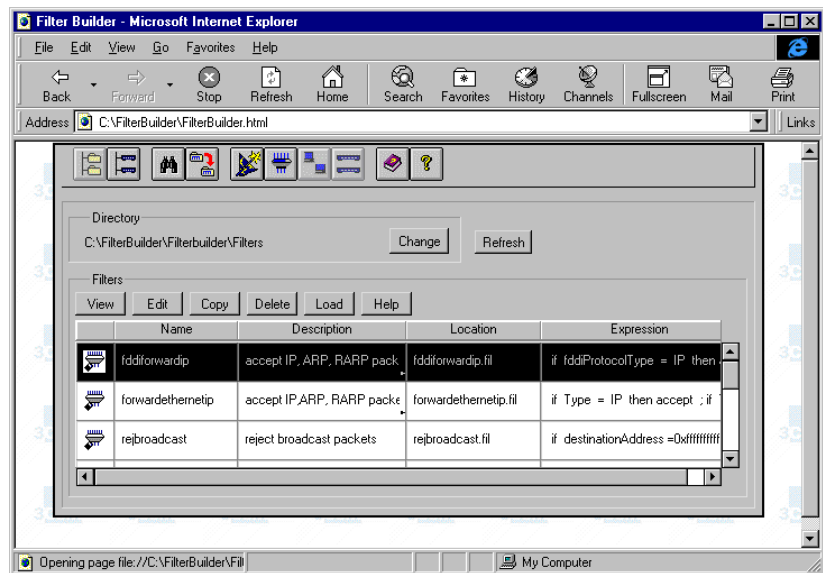 Filter Builder - Microsoft Internet Explorer
File Edit View Go Favorites Help
Back Forward Stop Refresh Home Search Favorites History Channels Fullscreen Mail Print
Address C:\FilterBuilder\FilterBuilder.html Links
Directory
C:\FilterBuilder\Filterbuilder\Filters Change Refresh
Filters
View Edit Copy Delete Load Help
Name Description Location Expression
fddiforwardip accept IP, ARP, RARP pack fddiforwardip.fil if fddiProtocolType = IP then
forwardethernetip accept IP,ARP, RARP packe forwardethernetip.fil if Type = IP then accept ; if
rejbroadcast reject broadcast packets rejbroadcast.fil if destinationAddress =0xffffffffff
Opening page file://C:\FilterBuilder\Fil My Computer